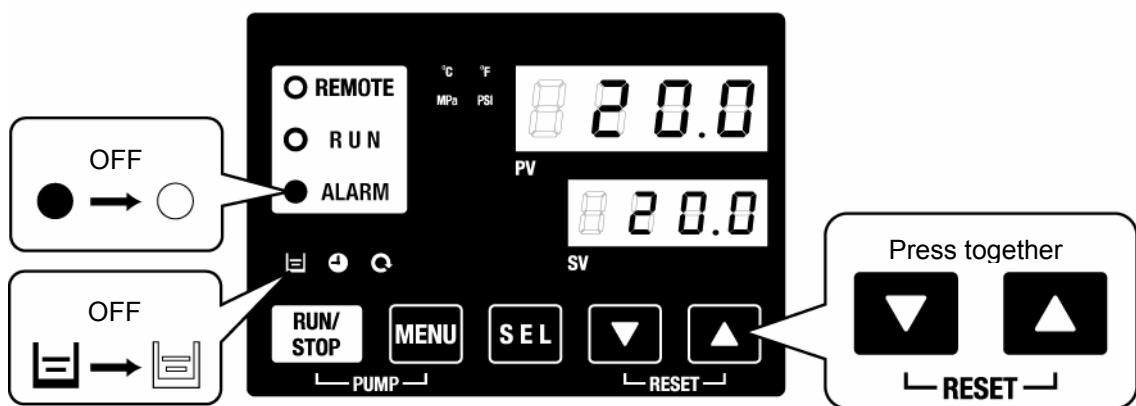 OFF
OFF
REMOTE
RUN
ALARM
°C °F
MPa PSI
20.0
PV
20.0
SV
RUN/
STOP
MENU
SEL
PUMP
RESET
Press together
RESET